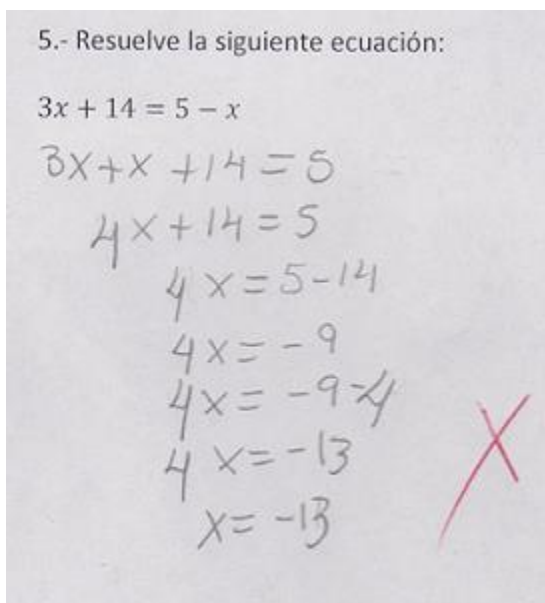 5.- Resuelve la siguiente ecuación:
3x + 14 = 5 − x
3x+x +14=5
4x+14=5
4x=5-14
4x=-9
4x=-9-4
4x=-13
x=-13